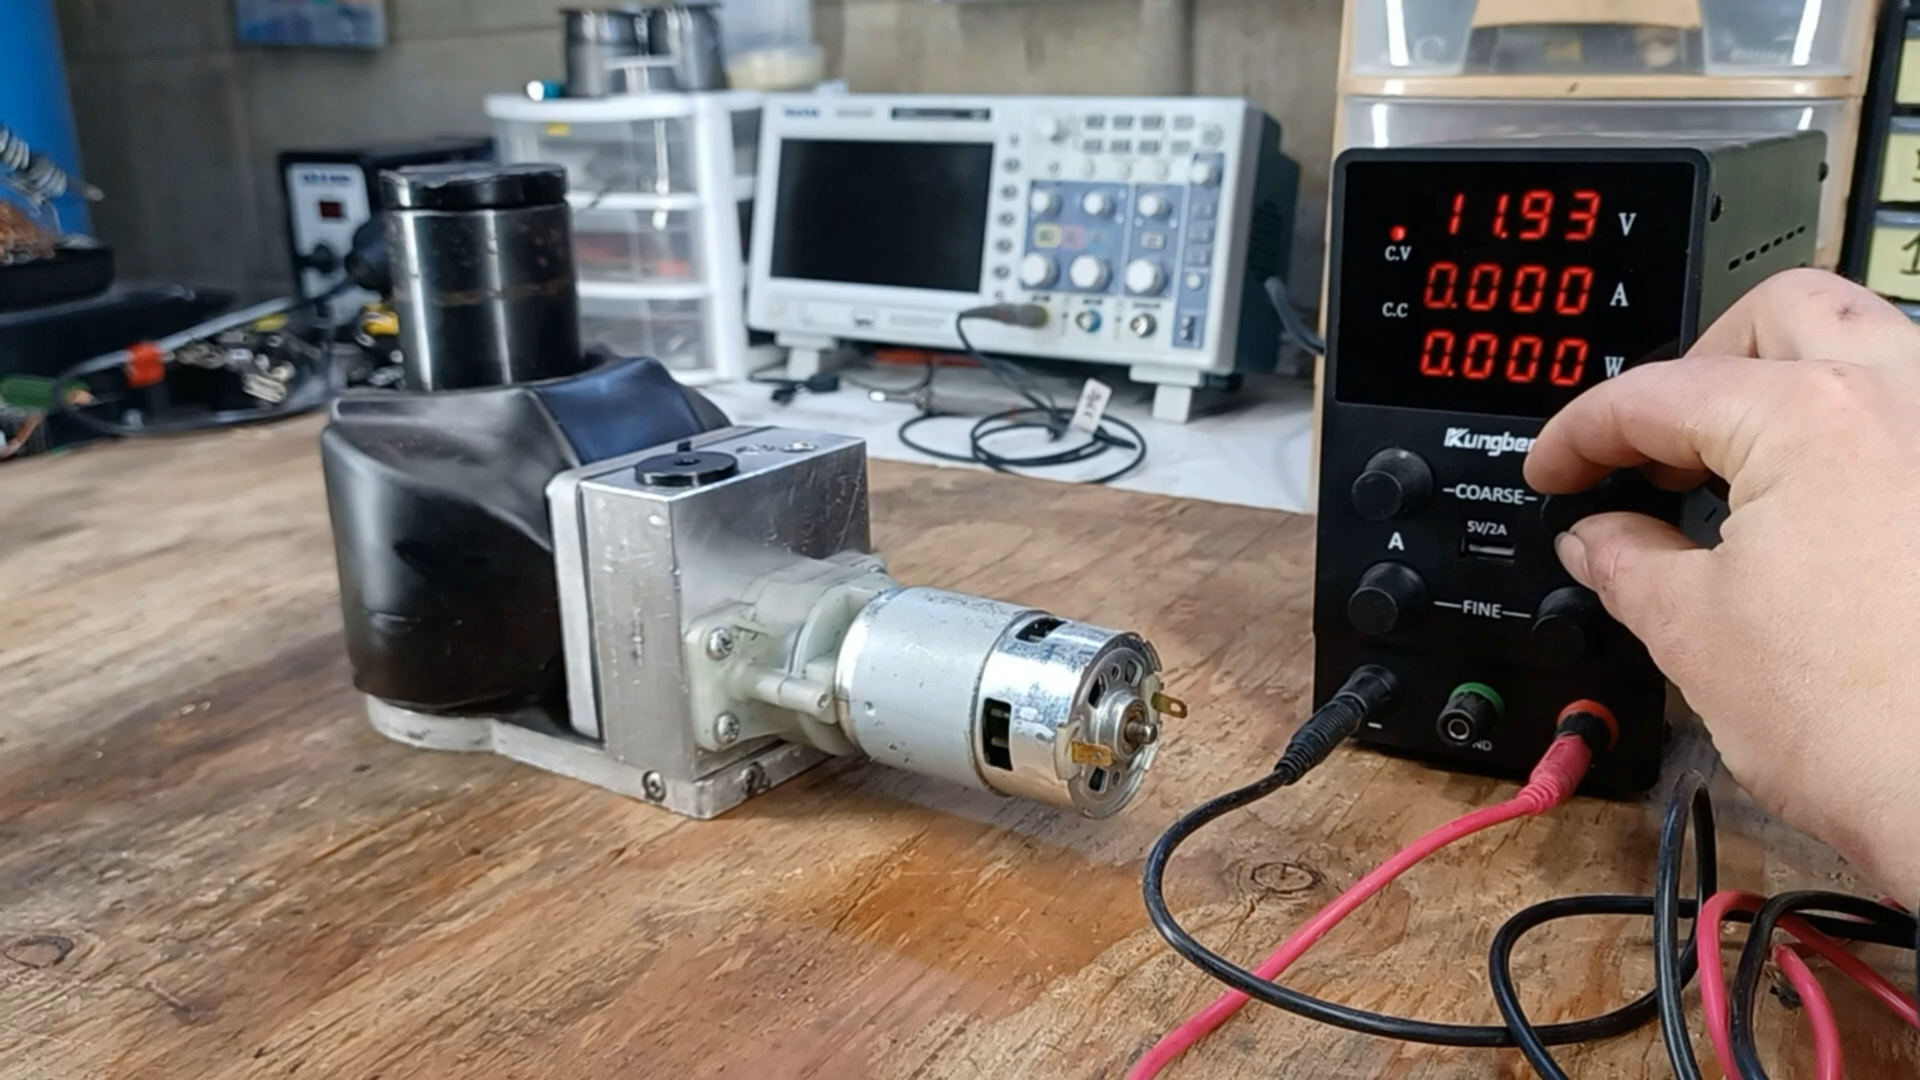 11.93 V
C.V
0.000 A
C.C
0.000 W
Kungber
COARSE
5V/2A
A
FINE